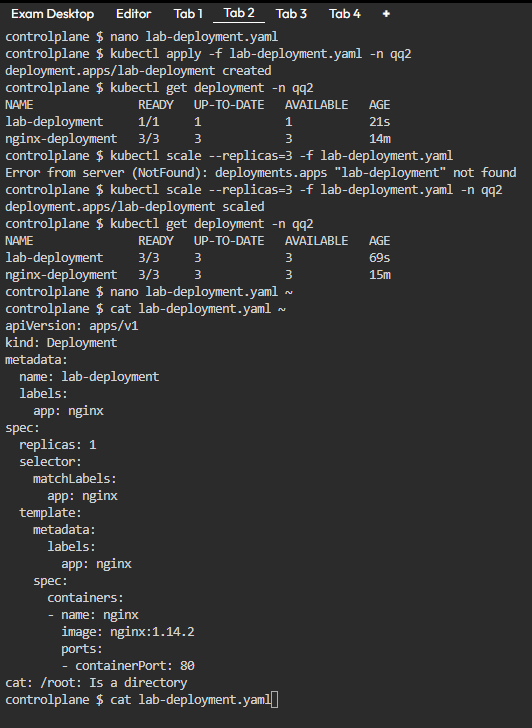 Exam Desktop Editor Tab 1 Tab 2 Tab 3 Tab 4 +
controlplane $ nano lab-deployment.yaml
controlplane $ kubectl apply -f lab-deployment.yaml -n qq2
deployment.apps/lab-deployment created
controlplane $ kubectl get deployment -n qq2
NAME READY UP-TO-DATE AVAILABLE AGE
lab-deployment 1/1 1 1 21s
nginx-deployment 3/3 3 3 14m
controlplane $ kubectl scale --replicas=3 -f lab-deployment.yaml
Error from server (NotFound): deployments.apps "lab-deployment" not found
controlplane $ kubectl scale --replicas=3 -f lab-deployment.yaml -n qq2
deployment.apps/lab-deployment scaled
controlplane $ kubectl get deployment -n qq2
NAME READY UP-TO-DATE AVAILABLE AGE
lab-deployment 3/3 3 3 69s
nginx-deployment 3/3 3 3 15m
controlplane $ nano lab-deployment.yaml ~
controlplane $ cat lab-deployment.yaml ~
apiVersion: apps/v1
kind: Deployment
metadata:
  name: lab-deployment
  labels:
    app: nginx
spec:
  replicas: 1
  selector:
    matchLabels:
      app: nginx
  template:
    metadata:
      labels:
        app: nginx
    spec:
      containers:
      - name: nginx
        image: nginx:1.14.2
        ports:
        - containerPort: 80
cat: /root: Is a directory
controlplane $ cat lab-deployment.yaml